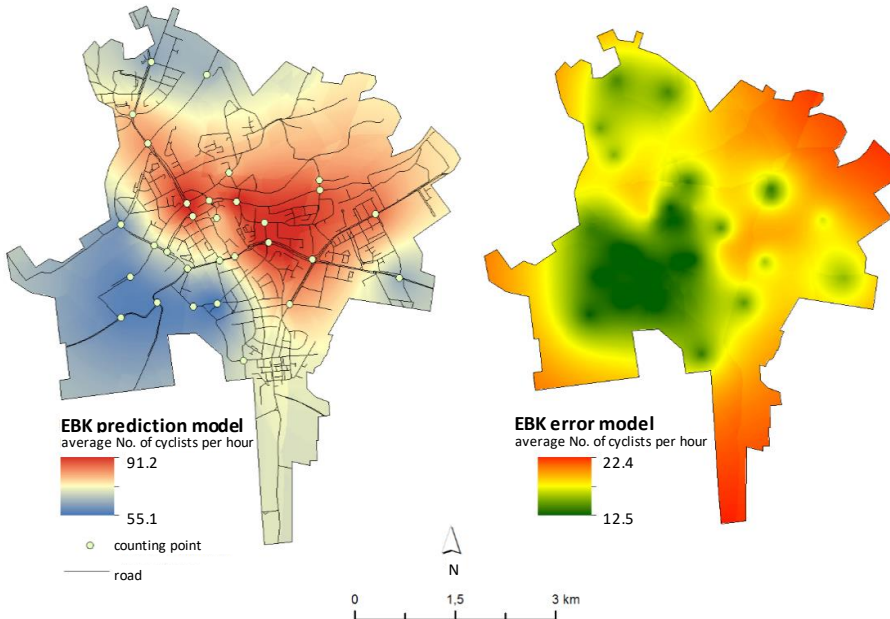 EBK prediction model
average No. of cyclists per hour
91.2
55.1
counting point
road
EBK error model
average No. of cyclists per hour
22.4
12.5
N
0 1,5 3 km